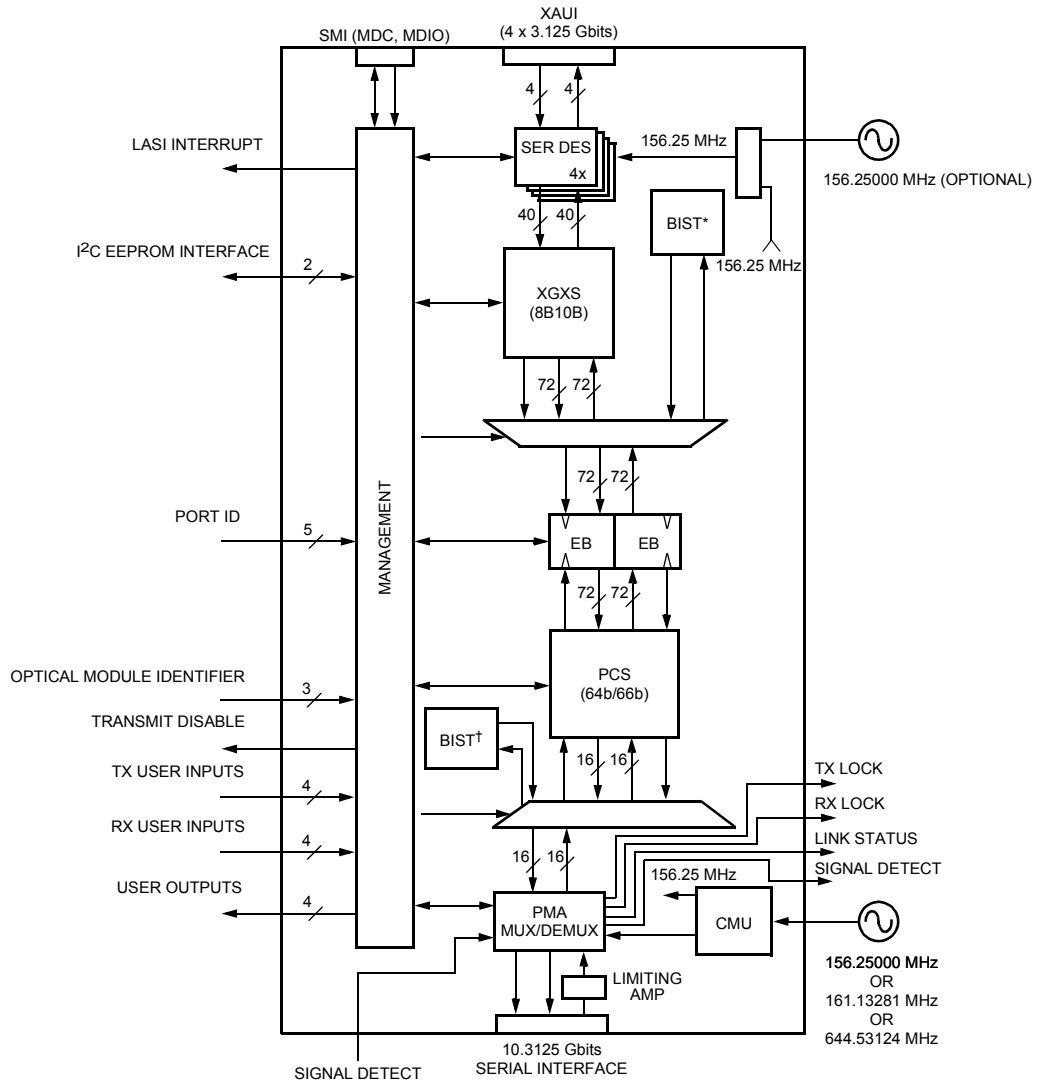 XAUI
(4 x 3.125 Gbits)
SMI (MDC, MDIO)
4
4
LASI INTERRUPT
SER DES
4x
156.25 MHz
156.25000 MHz (OPTIONAL)
40
40
BIST*
I2C EEPROM INTERFACE
2
156.25 MHz
XGXS
(8B10B)
72
72
72
72
PORT ID
5
MANAGEMENT
EB
EB
72
72
OPTICAL MODULE IDENTIFIER
3
PCS
(64b/66b)
TRANSMIT DISABLE
BIST†
16
16
TX LOCK
TX USER INPUTS
4
RX LOCK
RX USER INPUTS
4
LINK STATUS
16
16
SIGNAL DETECT
USER OUTPUTS
4
156.25 MHz
PMA
MUX/DEMUX
CMU
156.25000 MHz
OR
161.13281 MHz
OR
644.53124 MHz
LIMITING
AMP
10.3125 Gbits
SERIAL INTERFACE
SIGNAL DETECT